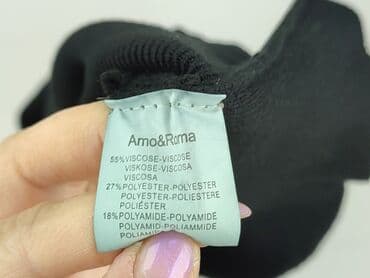 Amo&Roma
55%VISCOSE-VISCOSE
VISKOSE-VISCOSA
VISCOSA
27%POLYESTER-POLYESTER
POLYESTER-POLIESTERE
POLIÉSTER
18%POLYAMIDE-POLYAMIDE
POLYAMID-POLIAMMIDE